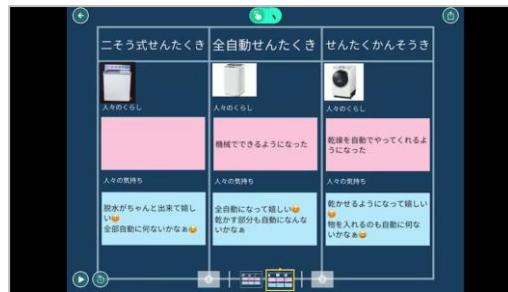 二そう式せんたくき
全自動せんたくき
せんたくかんそうき
人々のくらし
人々のくらし
人々のくらし
機械でできるようになった
乾燥を自動でやってくれるよ
うになった
人々の気持ち
人々の気持ち
人々の気持ち
脱水がちゃんと出来て嬉し
い😆
全部自動に何ないかなぁ😆
全自動になって嬉しい😆
乾かす部分も自動になんな
いかなぁ
乾かせるようになって嬉しい
😆
物を入れるのも自動に何な
いかなぁ😆